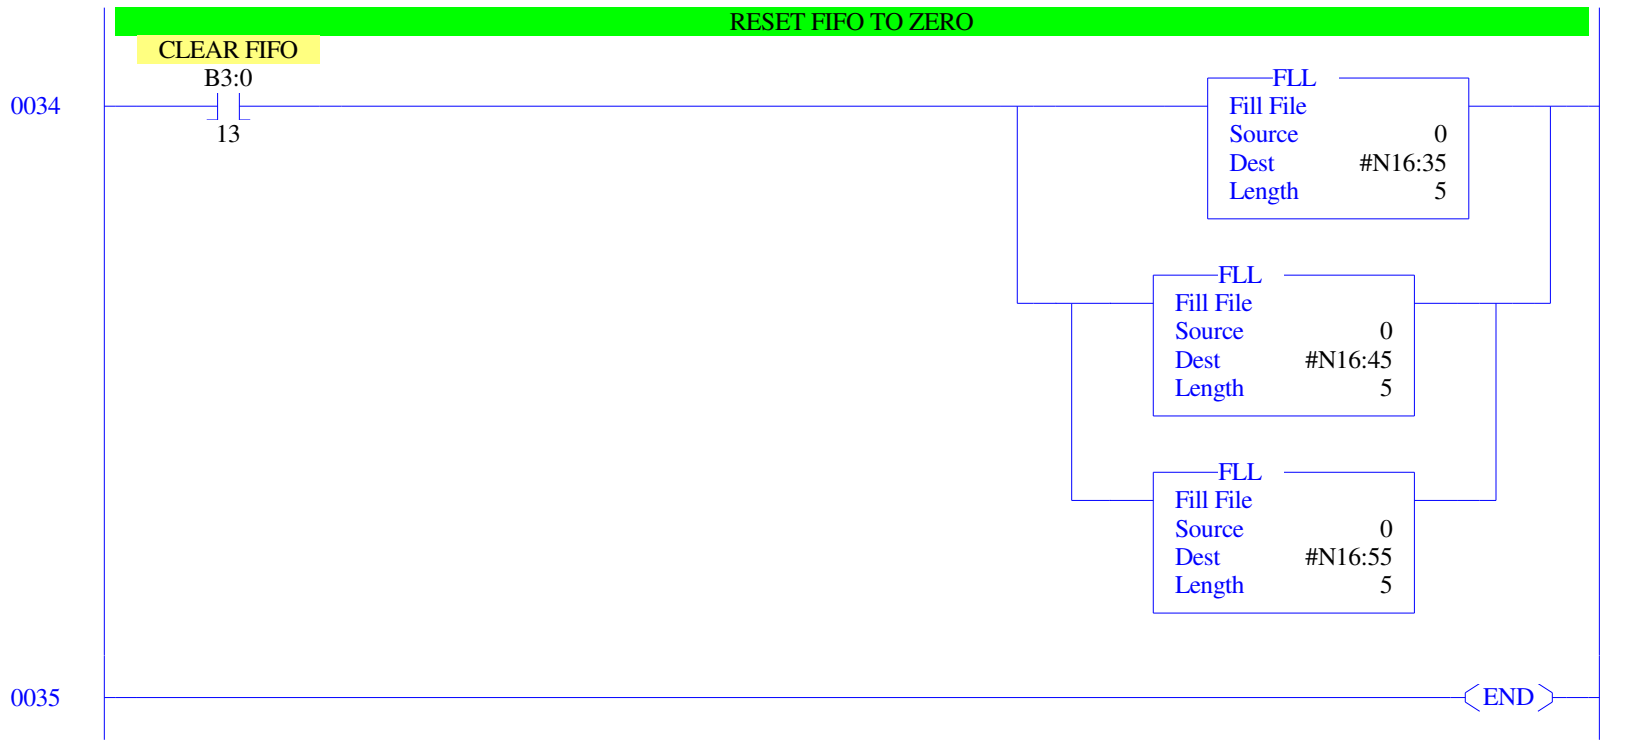 RESET FIFO TO ZERO
CLEAR FIFO
B3:0
0034
13
FLL
Fill File
Source 0
Dest #N16:35
Length 5
FLL
Fill File
Source 0
Dest #N16:45
Length 5
FLL
Fill File
Source 0
Dest #N16:55
Length 5
0035
END